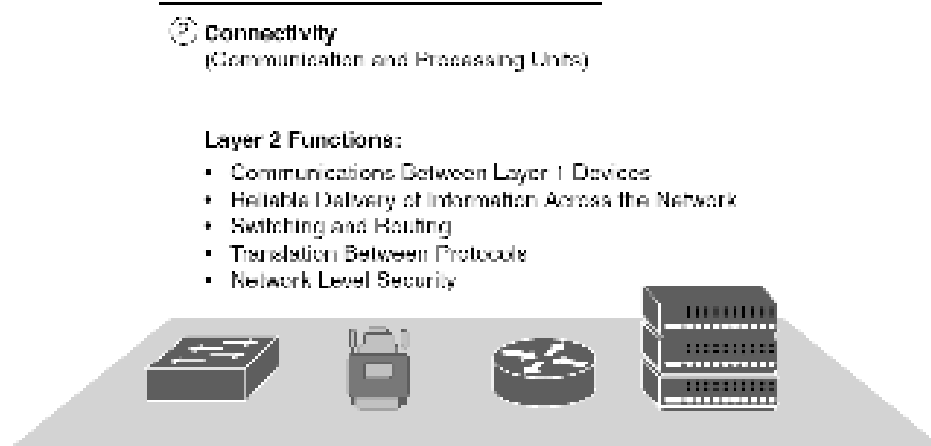 ② Connectivity
(Communication and Processing Units)
Layer 2 Functions:
• Communications Between Layer 1 Devices
• Reliable Delivery of Information Across the Network
• Switching and Routing
• Translation Between Protocols
• Network Level Security